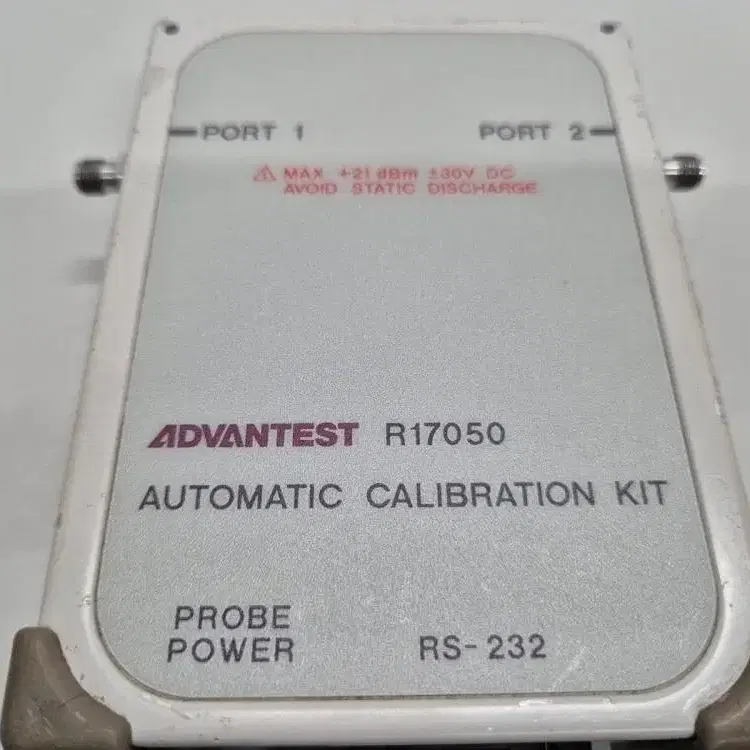 PORT 1 PORT 2
⚠ MAX +21 dBm ±30V DC
AVOID STATIC DISCHARGE
ADVANTEST R17050
AUTOMATIC CALIBRATION KIT
PROBE
POWER RS-232